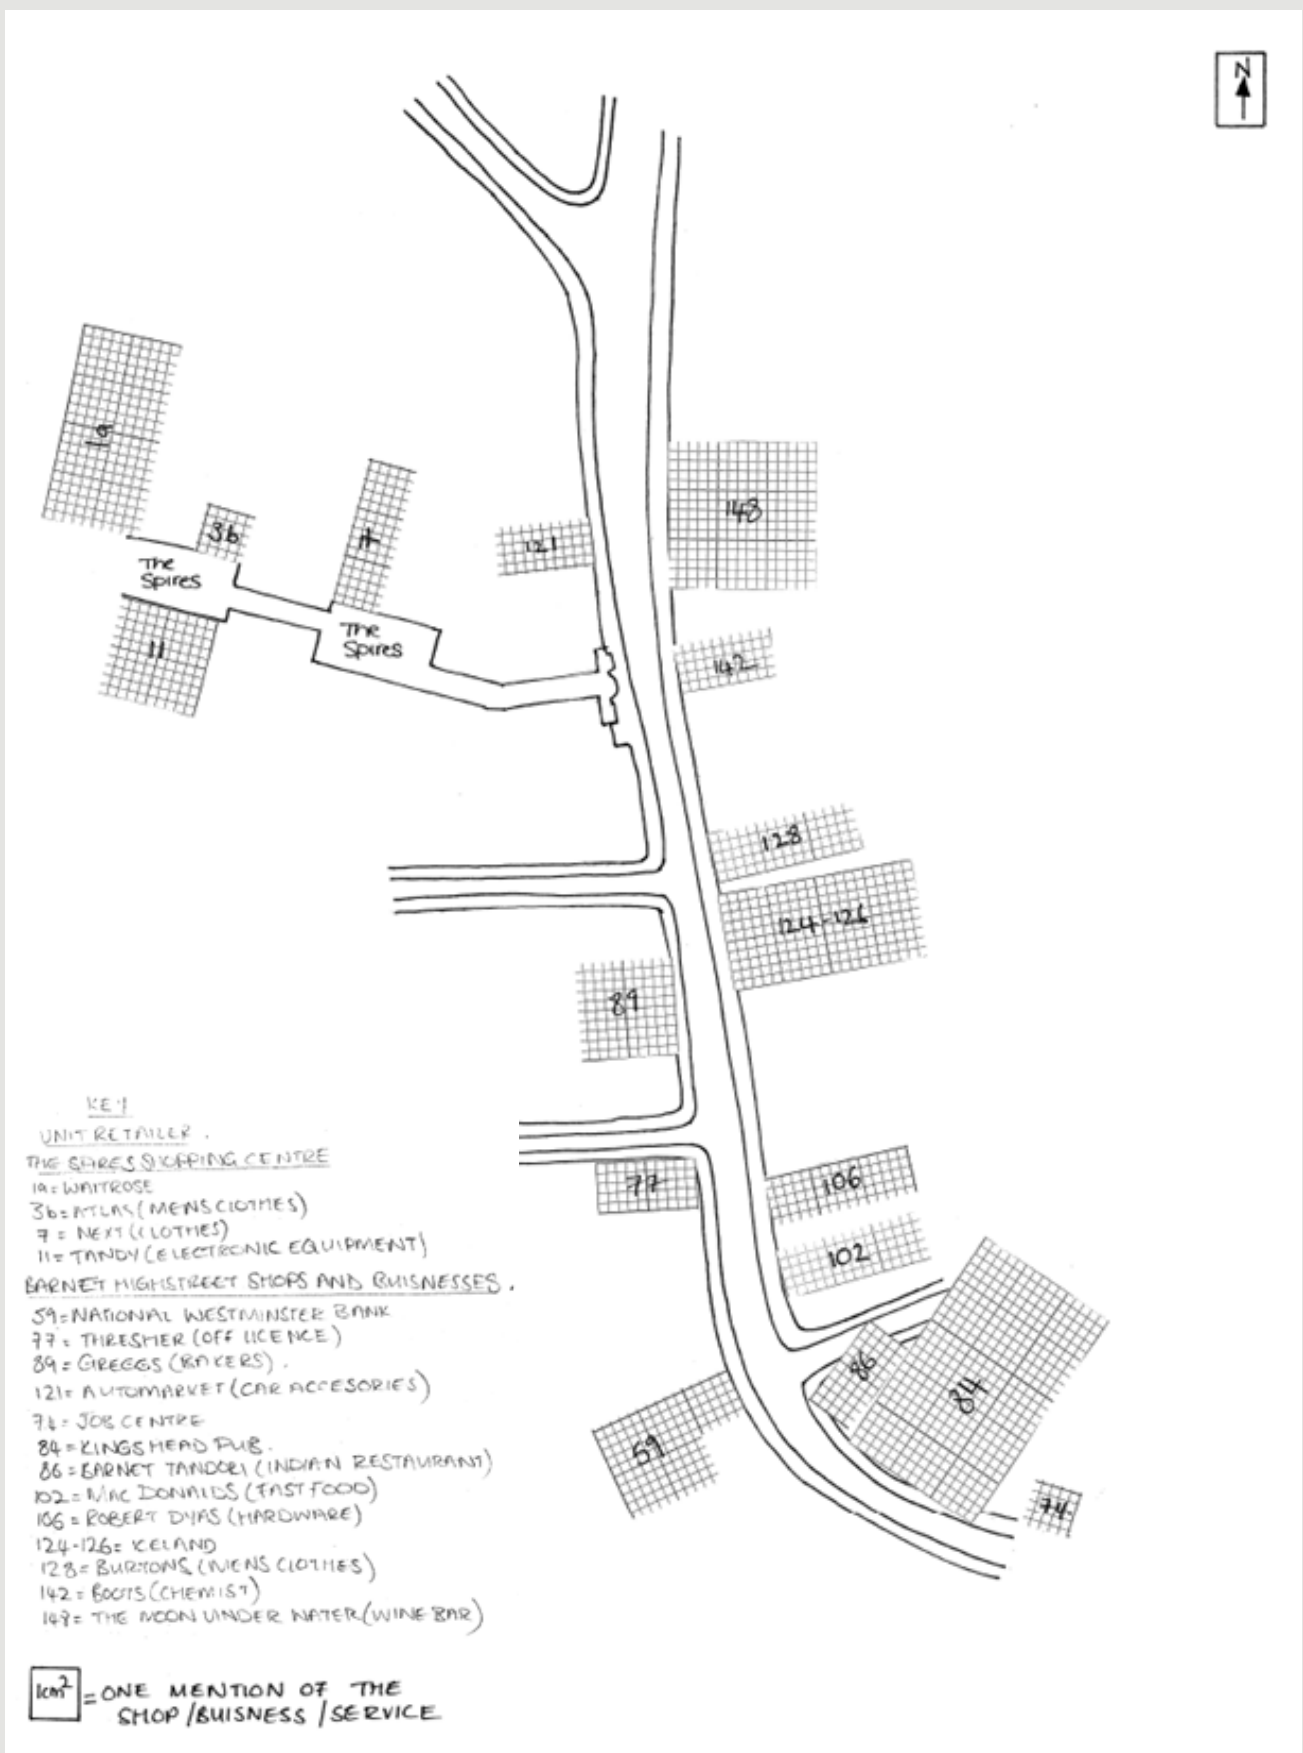 N
19
3b
7
121
148
The
Spires
The
Spires
11
142
128
124-126
89
KEY
UNIT RETAILER.
THE SPIRES SHOPPING CENTRE
19=WAITROSE
3b=ATLAS (MENS CLOTHES)
7 = NEXT (CLOTHES)
11= TANDY (ELECTRONIC EQUIPMENT)
BARNET HIGHSTREET SHOPS AND BUISNESSES.
59=NATIONAL WESTMINSTER BANK
77= THRESHER (OFF LICENCE)
89= GREGGS (BAKERS).
121= AUTOMARKET (CAR ACCESORIES)
74= JOB CENTRE
84=KINGSHEAD PUB.
86=BARNET TANDORI (INDIAN RESTAURANT)
102= MAC DONALDS (FAST FOOD)
106= ROBERT DYAS (HARDWARE)
124-126= ICELAND
128= BURTONS (MENS CLOTHES)
142= BOOTS (CHEMIST)
148= THE MOON UNDER WATER (WINE BAR)
77
106
102
86
84
59
74
1cm² = ONE MENTION OF THE
SHOP / BUISNESS / SERVICE